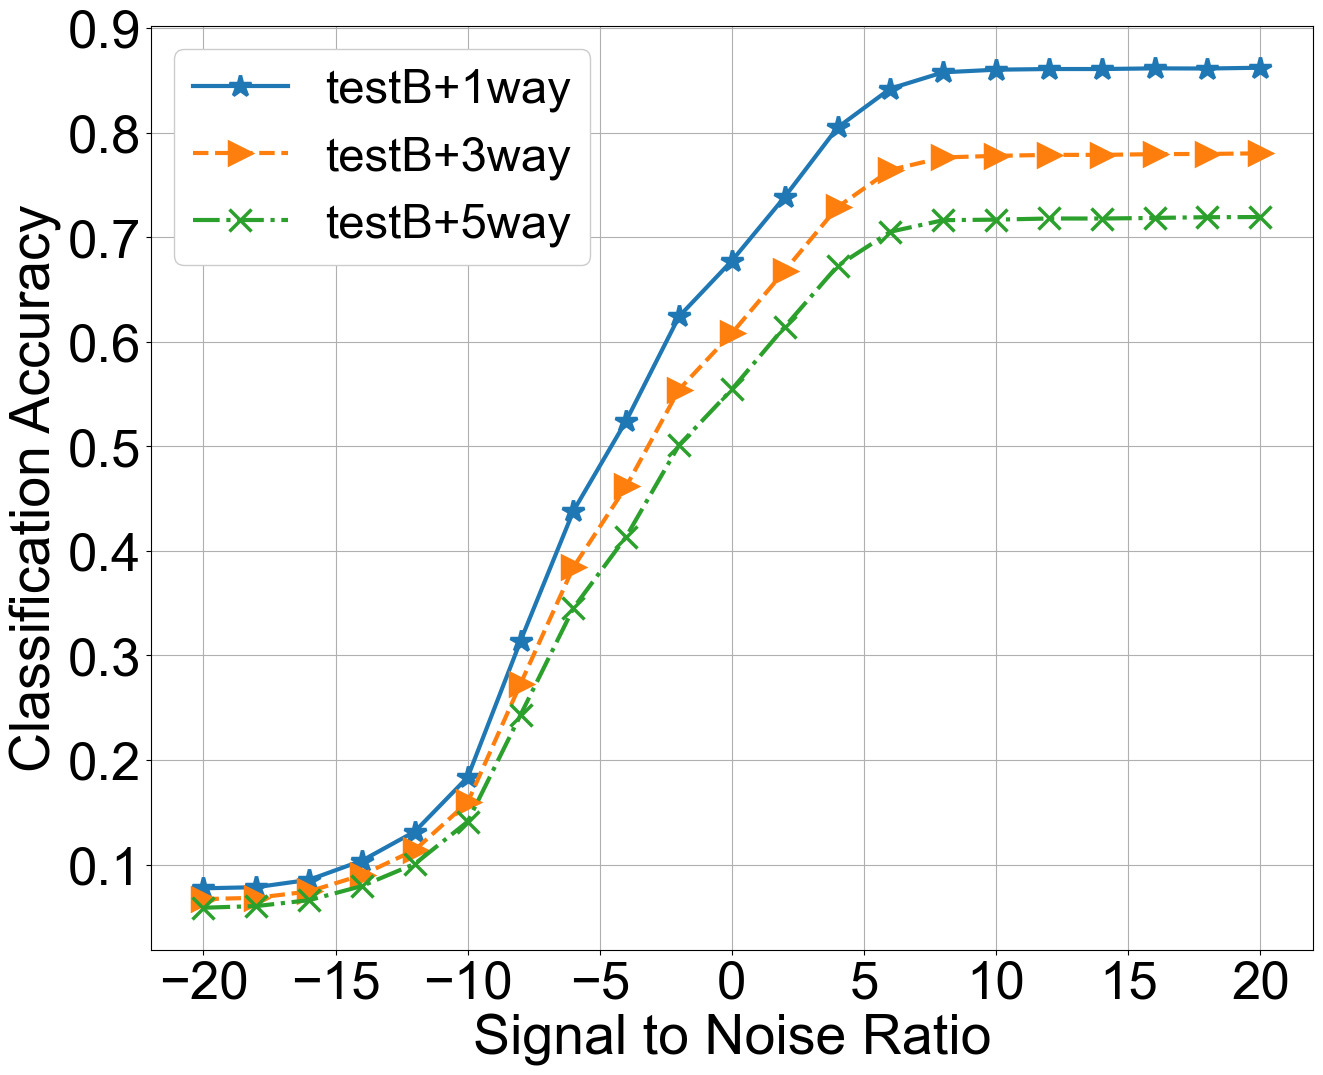 0.9
0.8
0.7
0.6
0.5
0.4
0.3
0.2
0.1
Classification Accuracy
testB+1way
testB+3way
testB+5way
−20 −15 −10 −5 0 5 10 15 20
Signal to Noise Ratio